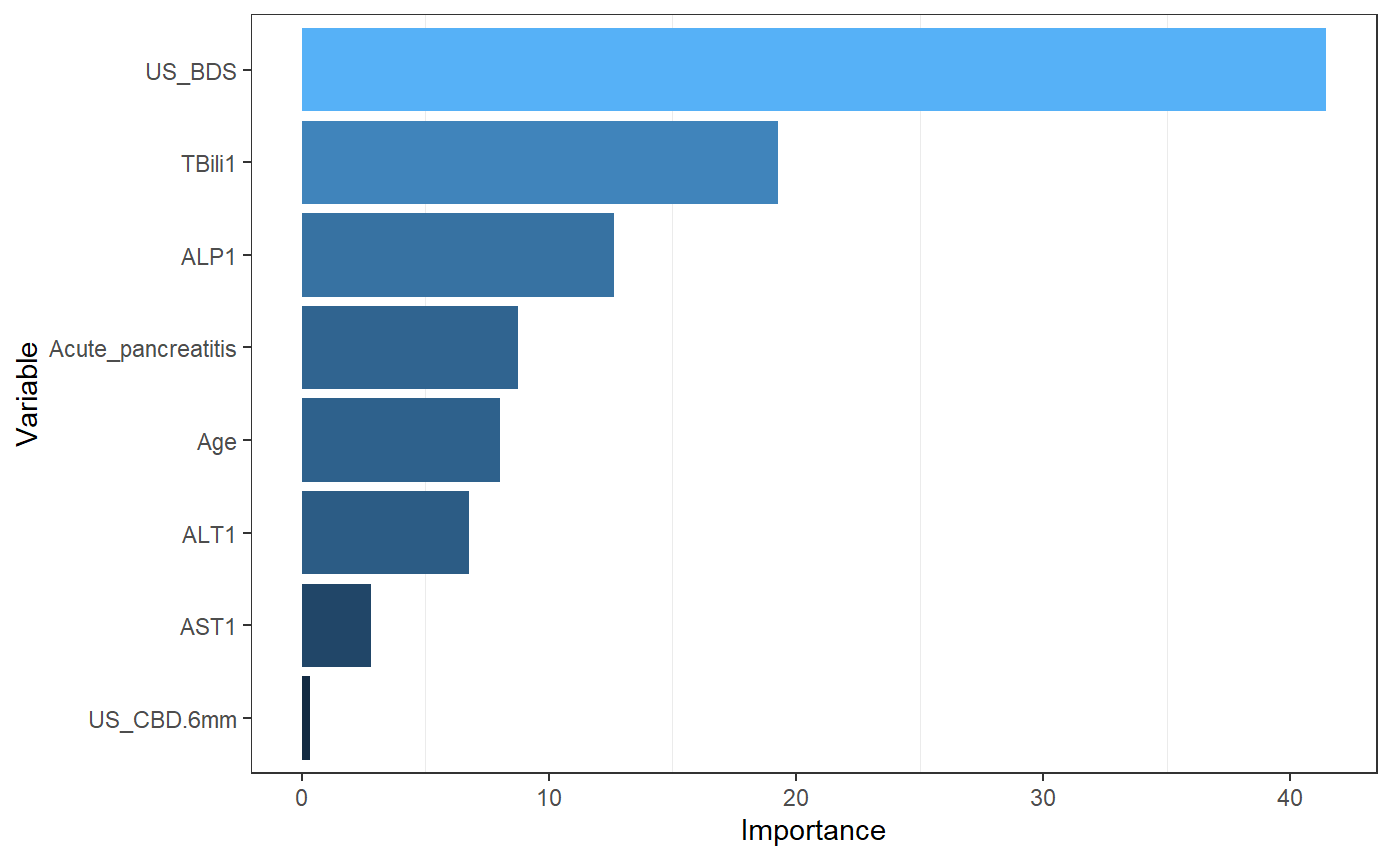 US_BDS
TBili1
ALP1
Acute_pancreatitis
Age
ALT1
AST1
US_CBD.6mm
Variable
0 10 20 30 40
Importance